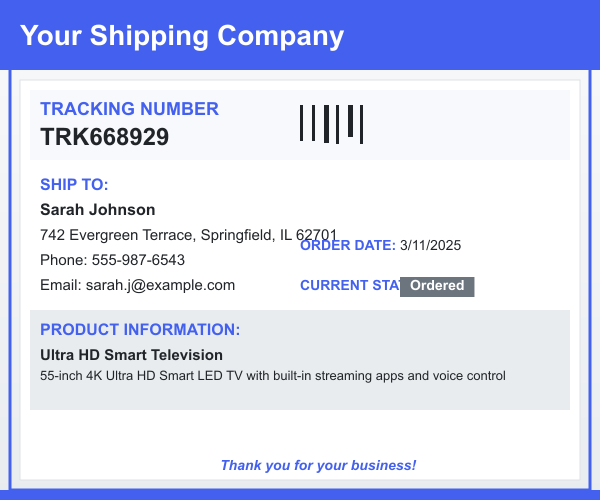 Your Shipping Company
TRACKING NUMBER
TRK668929
SHIP TO:
Sarah Johnson
742 Evergreen Terrace, Springfield, IL 62701
ORDER DATE: 3/11/2025
Phone: 555-987-6543
Email: sarah.j@example.com
CURRENT STA Ordered
PRODUCT INFORMATION:
Ultra HD Smart Television
55-inch 4K Ultra HD Smart LED TV with built-in streaming apps and voice control
Thank you for your business!